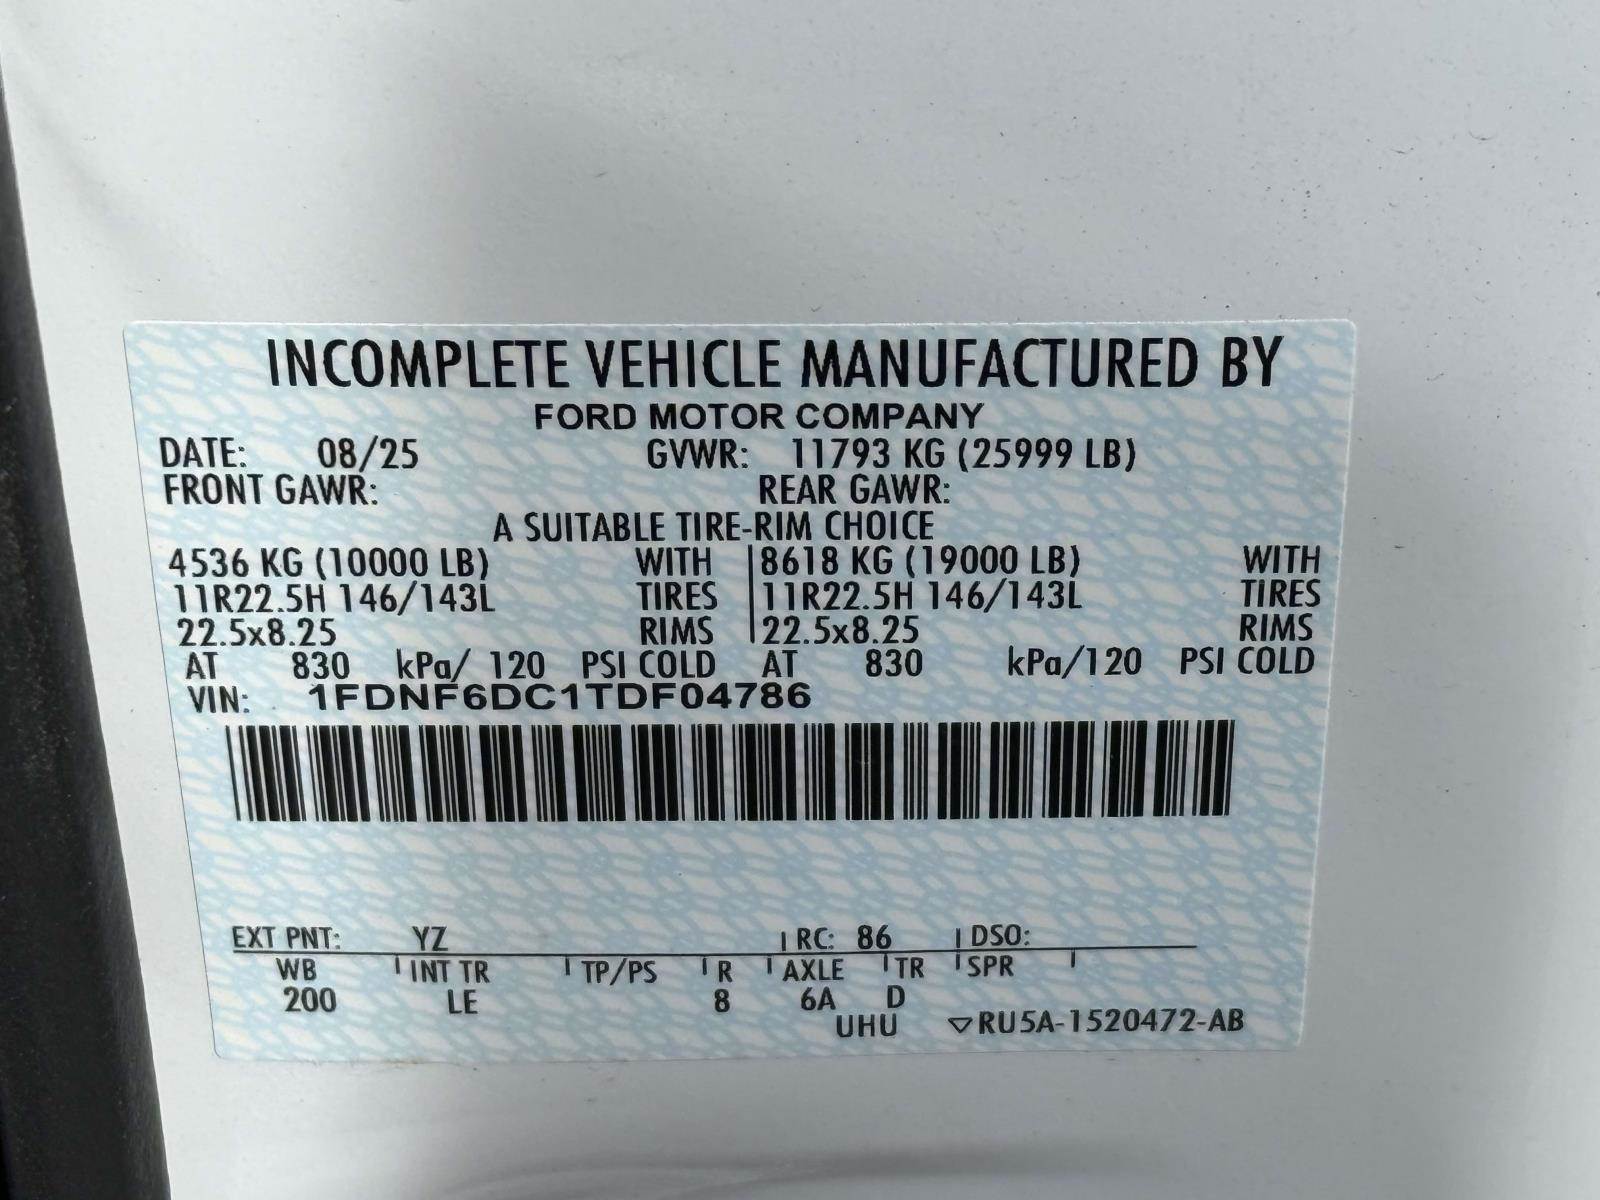 INCOMPLETE VEHICLE MANUFACTURED BY
FORD MOTOR COMPANY
DATE: 08/25 GVWR: 11793 KG (25999 LB)
FRONT GAWR: REAR GAWR:
A SUITABLE TIRE-RIM CHOICE
4536 KG (10000 LB) WITH 8618 KG (19000 LB) WITH
11R22.5H 146/143L TIRES 11R22.5H 146/143L TIRES
22.5x8.25 RIMS 22.5x8.25 RIMS
AT 830 kPa/ 120 PSI COLD AT 830 kPa/120 PSI COLD
VIN: 1FDNF6DC1TDF04786
EXT PNT: YZ RC: 86 DSO:
WB INT TR TP/PS R AXLE TR SPR
200 LE 8 6A D
UHU ▽RU5A-1520472-AB